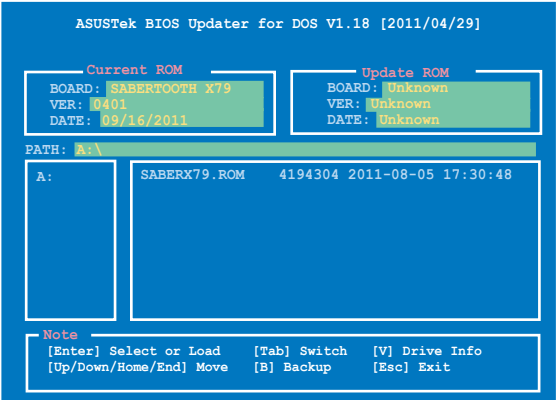 ASUSTek BIOS Updater for DOS V1.18 [2011/04/29]
Current ROM
BOARD: SABERTOOTH X79
VER: 0401
DATE: 09/16/2011
Update ROM
BOARD: Unknown
VER: Unknown
DATE: Unknown
PATH: A:\
A:
SABERX79.ROM 4194304 2011-08-05 17:30:48
Note
[Enter] Select or Load [Tab] Switch [V] Drive Info
[Up/Down/Home/End] Move [B] Backup [Esc] Exit